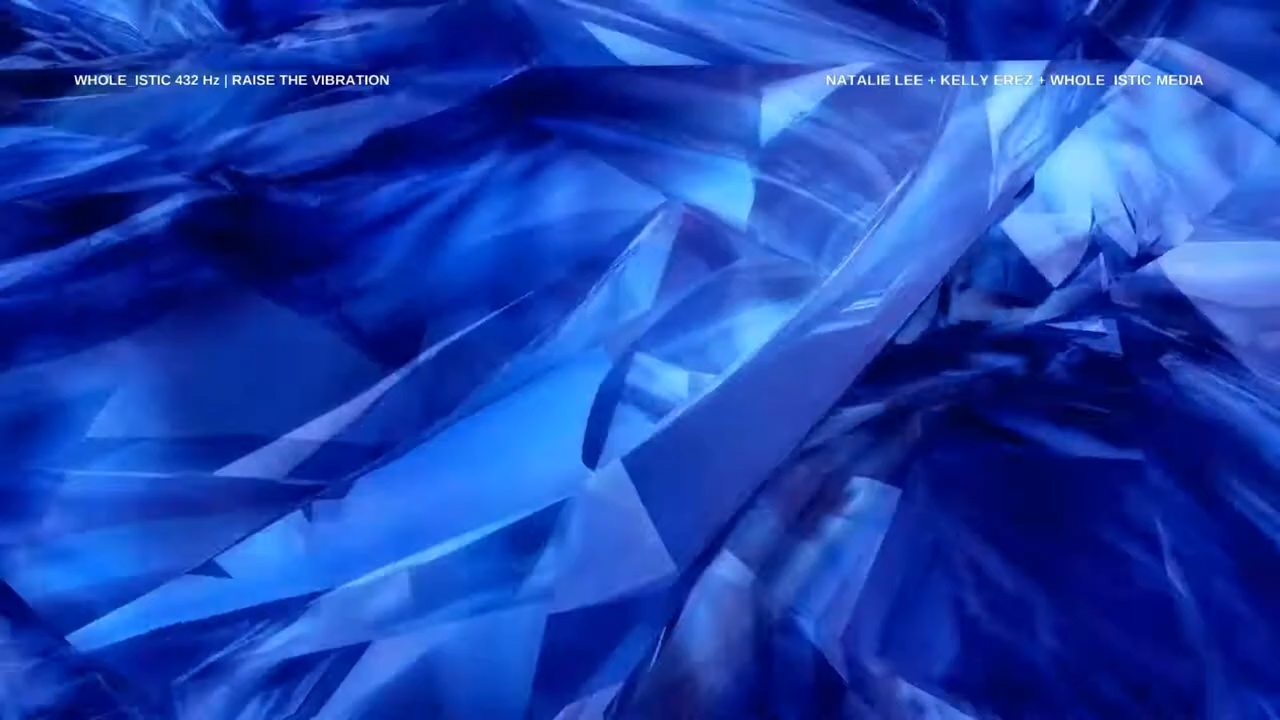 WHOLE_ISTIC 432 Hz | RAISE THE VIBRATION
NATALIE LEE + KELLY EREZ + WHOLE_ISTIC MEDIA